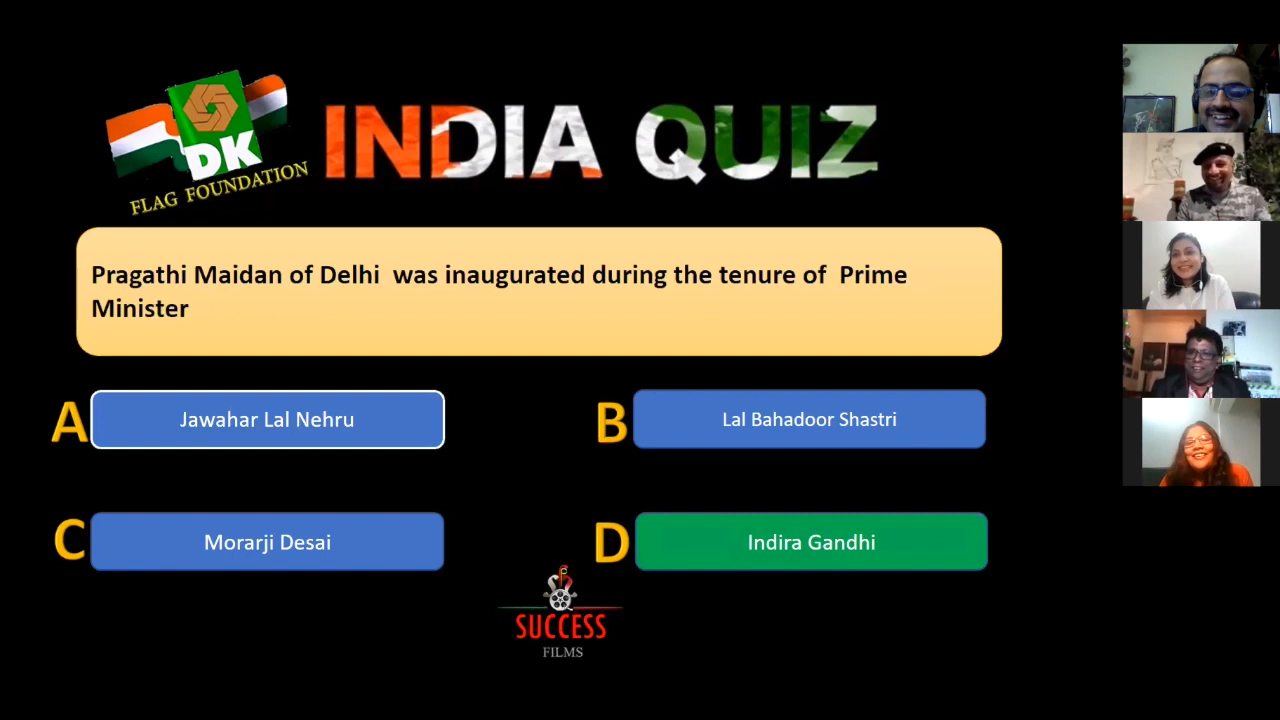 DK
FLAG FOUNDATION
INDIA QUIZ
Pragathi Maidan of Delhi was inaugurated during the tenure of Prime
Minister
A Jawahar Lal Nehru
B Lal Bahadoor Shastri
C Morarji Desai
D Indira Gandhi
SUCCESS
FILMS